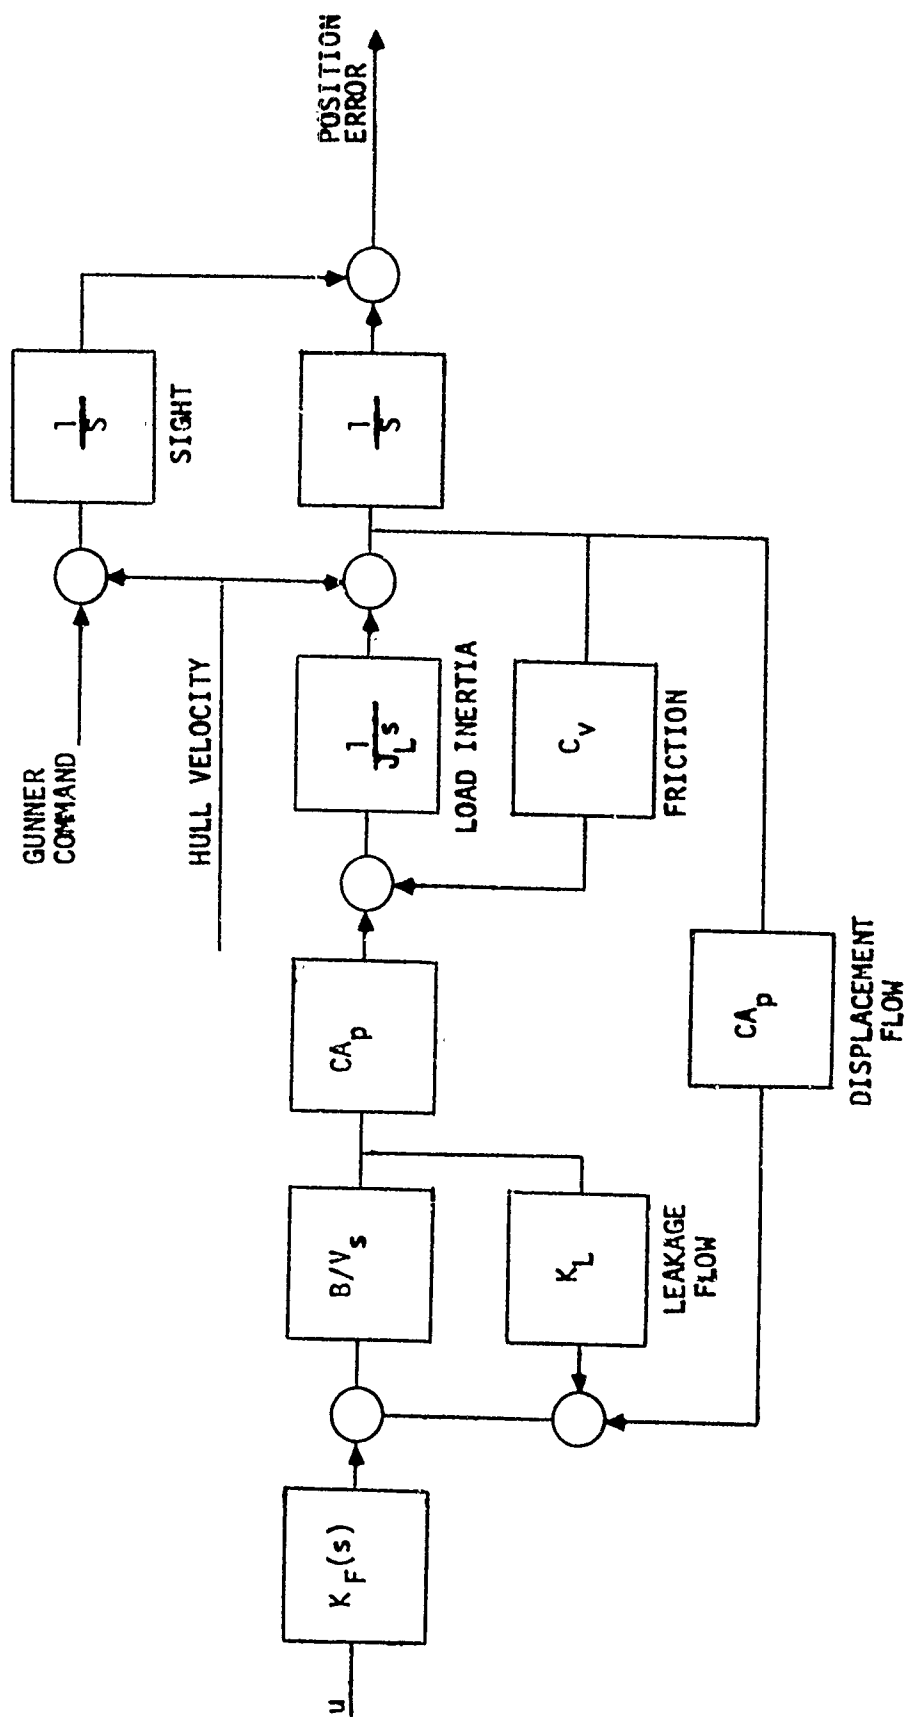 GUNNER
COMMAND
HULL VELOCITY
1
S
SIGHT
POSITION
ERROR
u
K_F(s)
B/V_s
CA_p
1
J_L s
LOAD INERTIA
1
S
K_L
LEAKAGE
FLOW
C_v
FRICTION
CA_p
DISPLACEMENT
FLOW